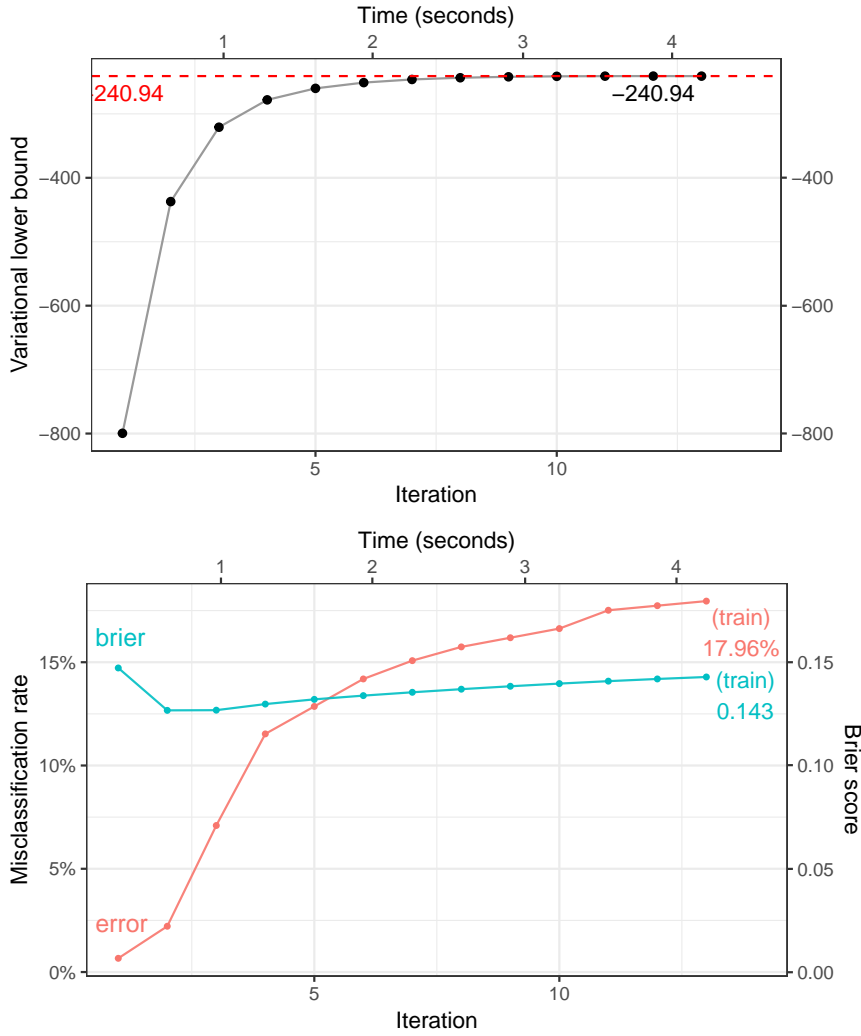 Time (seconds)
1 2 3 4
240.94
−240.94
−400 −400
−600 −600
−800 −800
Variational lower bound
5 10
Iteration
Time (seconds)
1 2 3 4
(train)
brier
17.96%
15% 0.15
(train)
0.143
10% 0.10
5% 0.05
error
0% 0.00
Misclassification rate
Brier score
5 10
Iteration